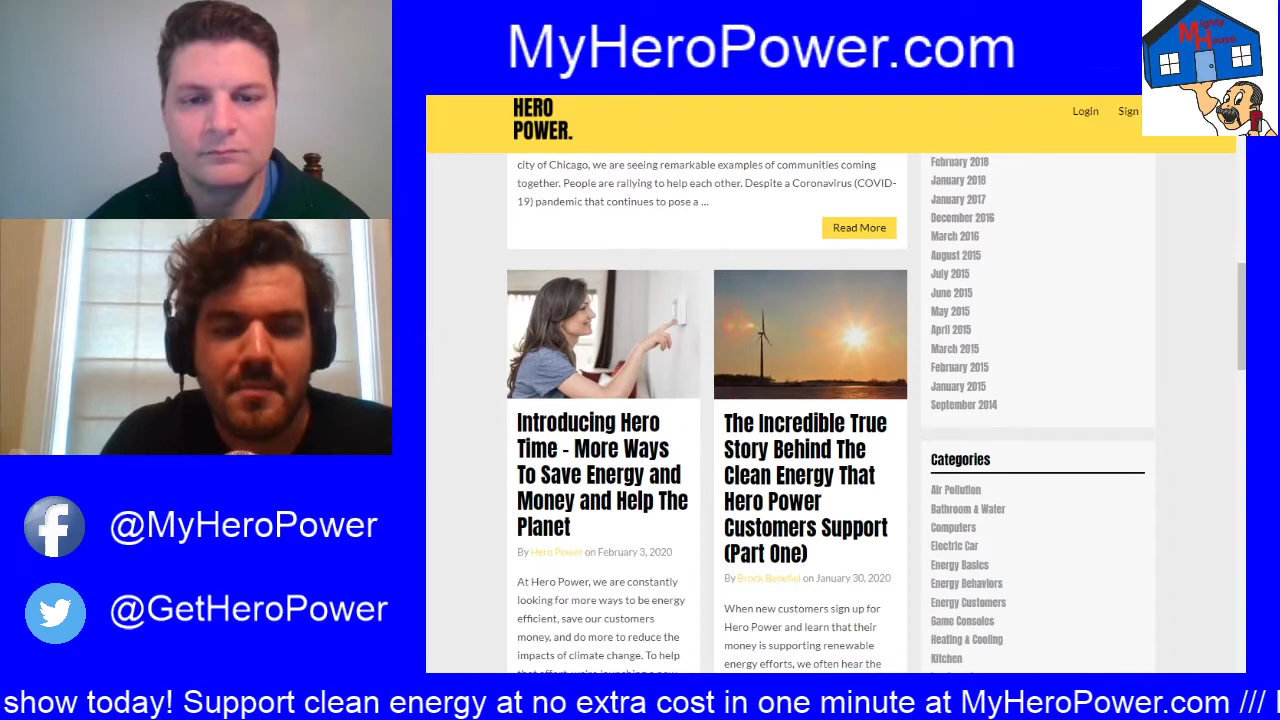 MyHeroPower.com
Mighty
House
HERO
POWER.
Login
Sign
city of Chicago, we are seeing remarkable examples of communities coming
together. People are rallying to help each other. Despite a Coronavirus (COVID-
19) pandemic that continues to pose a ...
Read More
Introducing Hero
Time - More Ways
To Save Energy and
Money and Help The
Planet
By Hero Power on February 3, 2020
At Hero Power, we are constantly
looking for more ways to be energy
efficient, save our customers
money, and do more to reduce the
impacts of climate change. To help
that effort, we're launching a new
The Incredible True
Story Behind The
Clean Energy That
Hero Power
Customers Support
(Part One)
By Brock Benefiel on January 30, 2020
When new customers sign up for
Hero Power and learn that their
money is supporting renewable
energy efforts, we often hear the
February 2018
January 2018
January 2017
December 2016
March 2016
August 2015
July 2015
June 2015
May 2015
April 2015
March 2015
February 2015
January 2015
September 2014
Categories
Air Pollution
Bathroom & Water
Computers
Electric Car
Energy Basics
Energy Behaviors
Energy Customers
Game Consoles
Heating & Cooling
Kitchen
@MyHeroPower
@GetHeroPower
show today! Support clean energy at no extra cost in one minute at MyHeroPower.com ///